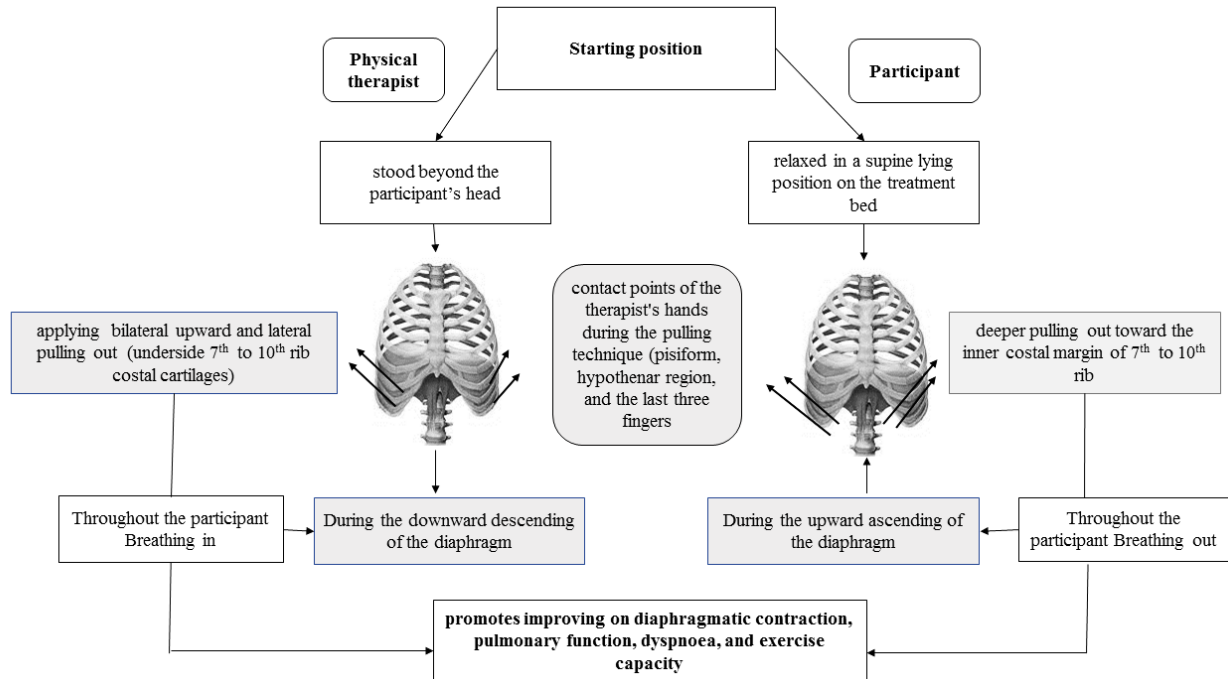 Starting position
Physical
therapist
Participant
stood beyond the
participant’s head
relaxed in a supine lying
position on the treatment
bed
applying bilateral upward and lateral
pulling out (underside 7th to 10th rib
costal cartilages)
contact points of the
therapist's hands
during the pulling
technique (pisiform,
hypothenar region,
and the last three
fingers
deeper pulling out toward the
inner costal margin of 7th to 10th
rib
Throughout the participant
Breathing in
During the downward descending
of the diaphragm
During the upward ascending of
the diaphragm
Throughout the
participant Breathing out
promotes improving on diaphragmatic contraction,
pulmonary function, dyspnoea, and exercise
capacity